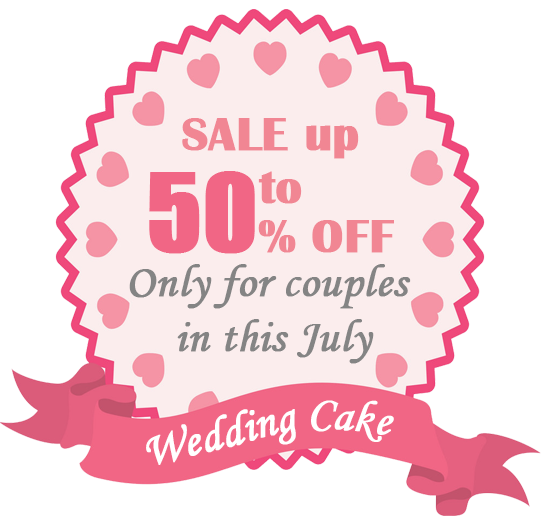 SALE up
50 to
% OFF
Only for couples
in this July
Wedding Cake